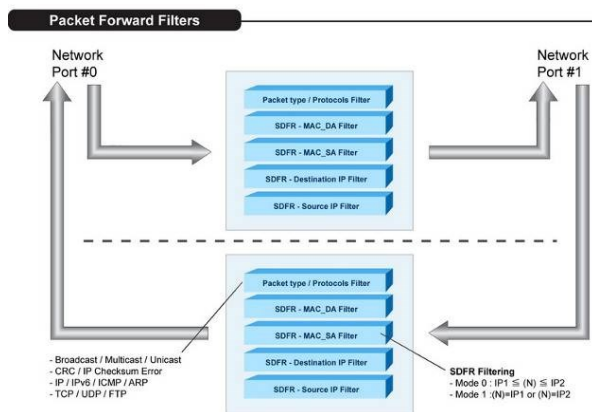 Packet Forward Filters
Network
Port #0
Network
Port #1
Packet type / Protocols Filter
SDFR - MAC_DA Filter
SDFR - MAC_SA Filter
SDFR - Destination IP Filter
SDFR - Source IP Filter
Packet type / Protocols Filter
SDFR - MAC_DA Filter
SDFR - MAC_SA Filter
SDFR - Destination IP Filter
SDFR - Source IP Filter
- Broadcast / Multicast / Unicast
- CRC / IP Checksum Error
- IP / IPv6 / ICMP / ARP
- TCP / UDP / FTP
SDFR Filtering
- Mode 0 : IP1 ≦ (N) ≦ IP2
- Mode 1 :(N)=IP1 or (N)=IP2